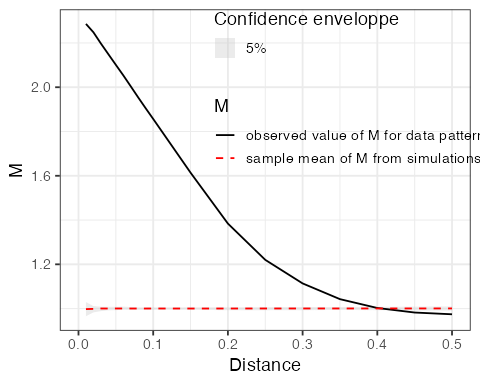 Confidence enveloppe
5%
M
observed value of M for data pattern
sample mean of M from simulations
M
2.0
1.6
1.2
0.0 0.1 0.2 0.3 0.4 0.5
Distance